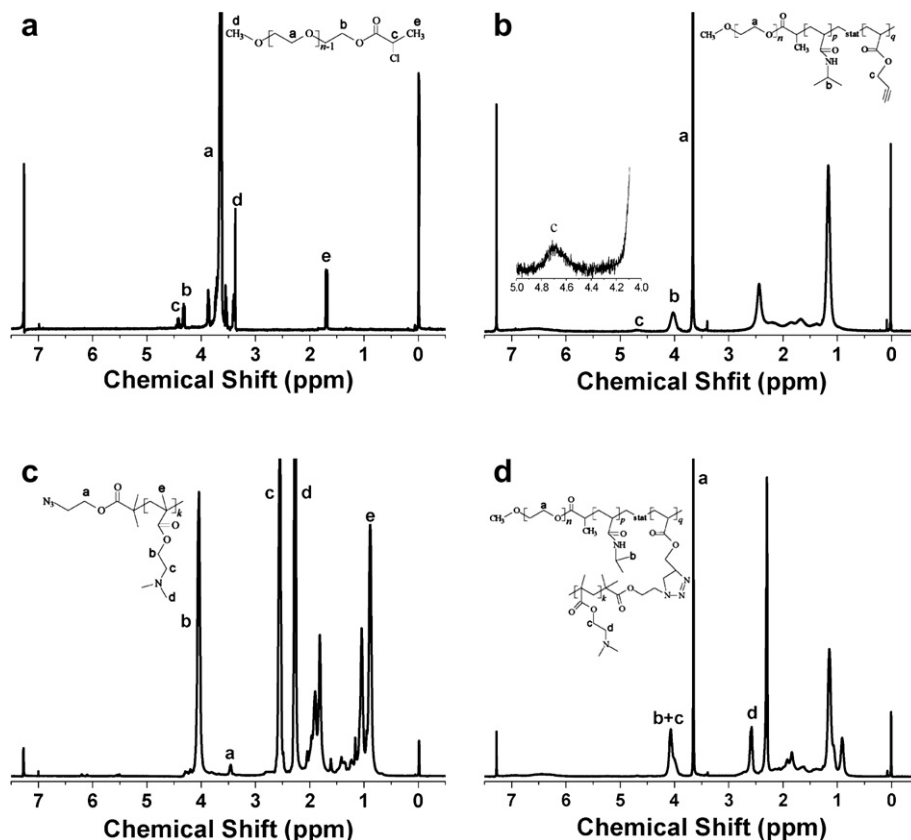 a
d
CH3
O
O
a
n-1
b
O
O
Cl
c
CH3
e
a
d
b
c
e
7 6 5 4 3 2 1 0
Chemical Shift (ppm)
b
CH3
O
a
O
n
O
CH3
p
stat
q
O
NH
b
O
O
c
a
c
5.0 4.8 4.6 4.4 4.2 4.0
b
c
7 6 5 4 3 2 1 0
Chemical Shfit (ppm)
c
N3
a
O
O
e
k
O
O
b
c
N
d
c
d
e
b
a
7 6 5 4 3 2 1 0
Chemical Shift (ppm)
d
CH3
O
a
O
n
O
CH3
p
stat
q
O
NH
b
O
O
k
O
O
O
O
N
N
N
c
d
N
a
b+c
d
7 6 5 4 3 2 1 0
Chemical Shift (ppm)